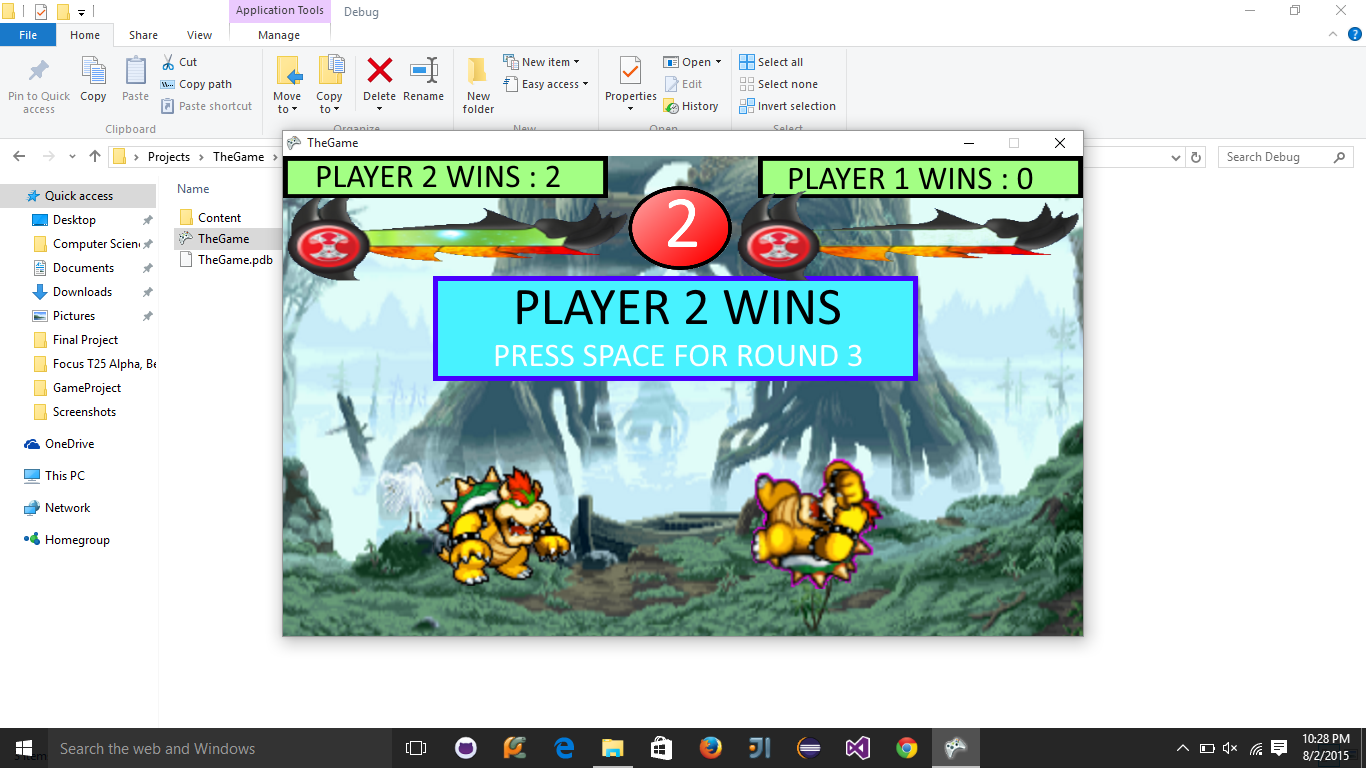 Application Tools
Debug
File
Home
Share
View
Manage
Pin to Quick access
Copy
Paste
Cut
Copy path
Paste shortcut
Clipboard
Move to
Copy to
Delete
Rename
Organize
New folder
New item
Easy access
New
Properties
Open
Edit
History
Open
Select all
Select none
Invert selection
Select
Projects
TheGame
Search Debug
Quick access
Desktop
Computer Scien
Documents
Downloads
Pictures
Final Project
Focus T25 Alpha, Be
GameProject
Screenshots
OneDrive
This PC
Network
Homegroup
Name
Content
TheGame
TheGame.pdb
TheGame
PLAYER 2 WINS : 2
2
PLAYER 1 WINS : 0
PLAYER 2 WINS
PRESS SPACE FOR ROUND 3
Search the web and Windows
10:28 PM
8/2/2015